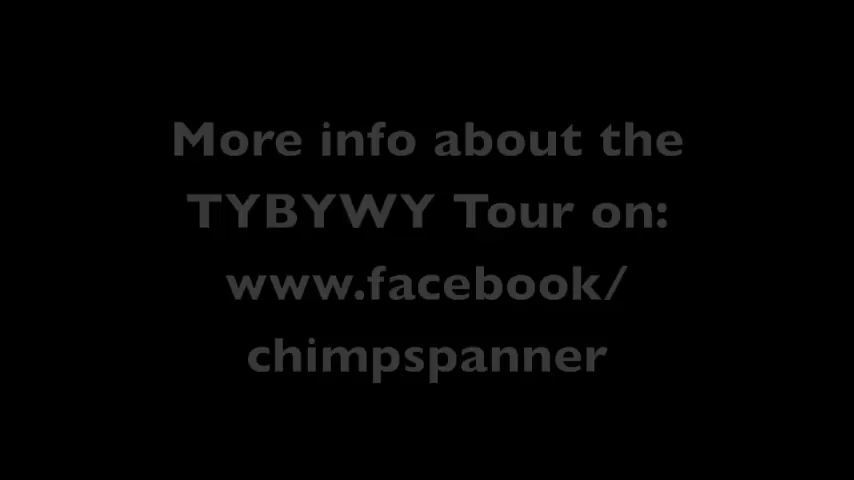 More info about the
TYBYWY Tour on:
www.facebook/
chimpspanner